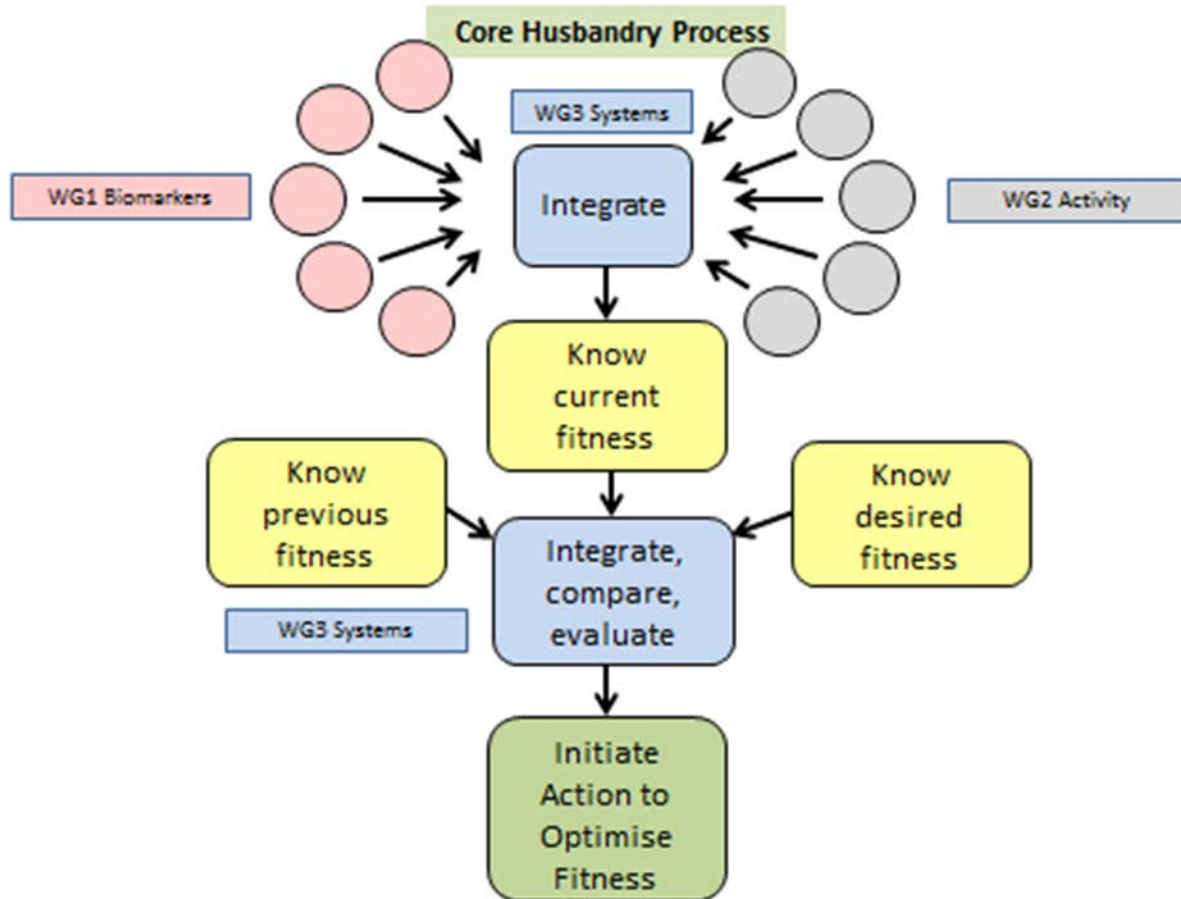 Core Husbandry Process
WG3 Systems
WG1 Biomarkers
Integrate
WG2 Activity
Know
current
fitness
Know
previous
fitness
Know
desired
fitness
Integrate,
compare,
evaluate
WG3 Systems
Initiate
Action to
Optimise
Fitness